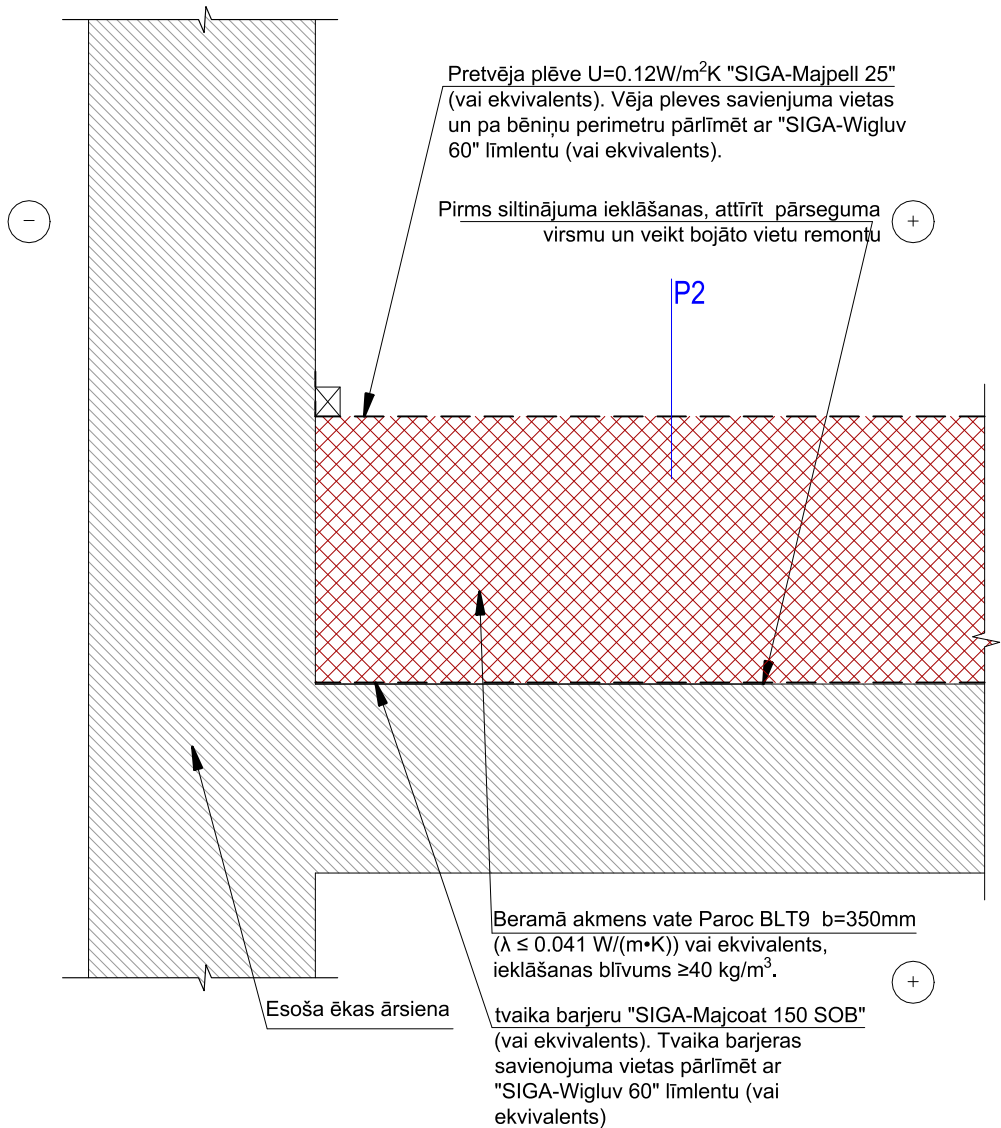 Pretvēja plēve U=0.12W/m²K "SIGA-Majpell 25"
(vai ekvivalents). Vēja pleves savienjuma vietas
un pa bēniņu perimetru pārlīmēt ar "SIGA-Wigluv
60" līmlentu (vai ekvivalents).
Pirms siltinājuma ieklāšanas, attīrīt pārseguma
virsmu un veikt bojāto vietu remontu
−
+
P2
Beramā akmens vate Paroc BLT9 b=350mm
(λ ≤ 0.041 W/(m•K)) vai ekvivalents,
ieklāšanas blīvums ≥40 kg/m³.
+
Esoša ēkas ārsiena
tvaika barjeru "SIGA-Majcoat 150 SOB"
(vai ekvivalents). Tvaika barjeras
savienojuma vietas pārlīmēt ar
"SIGA-Wigluv 60" līmlentu (vai
ekvivalents)